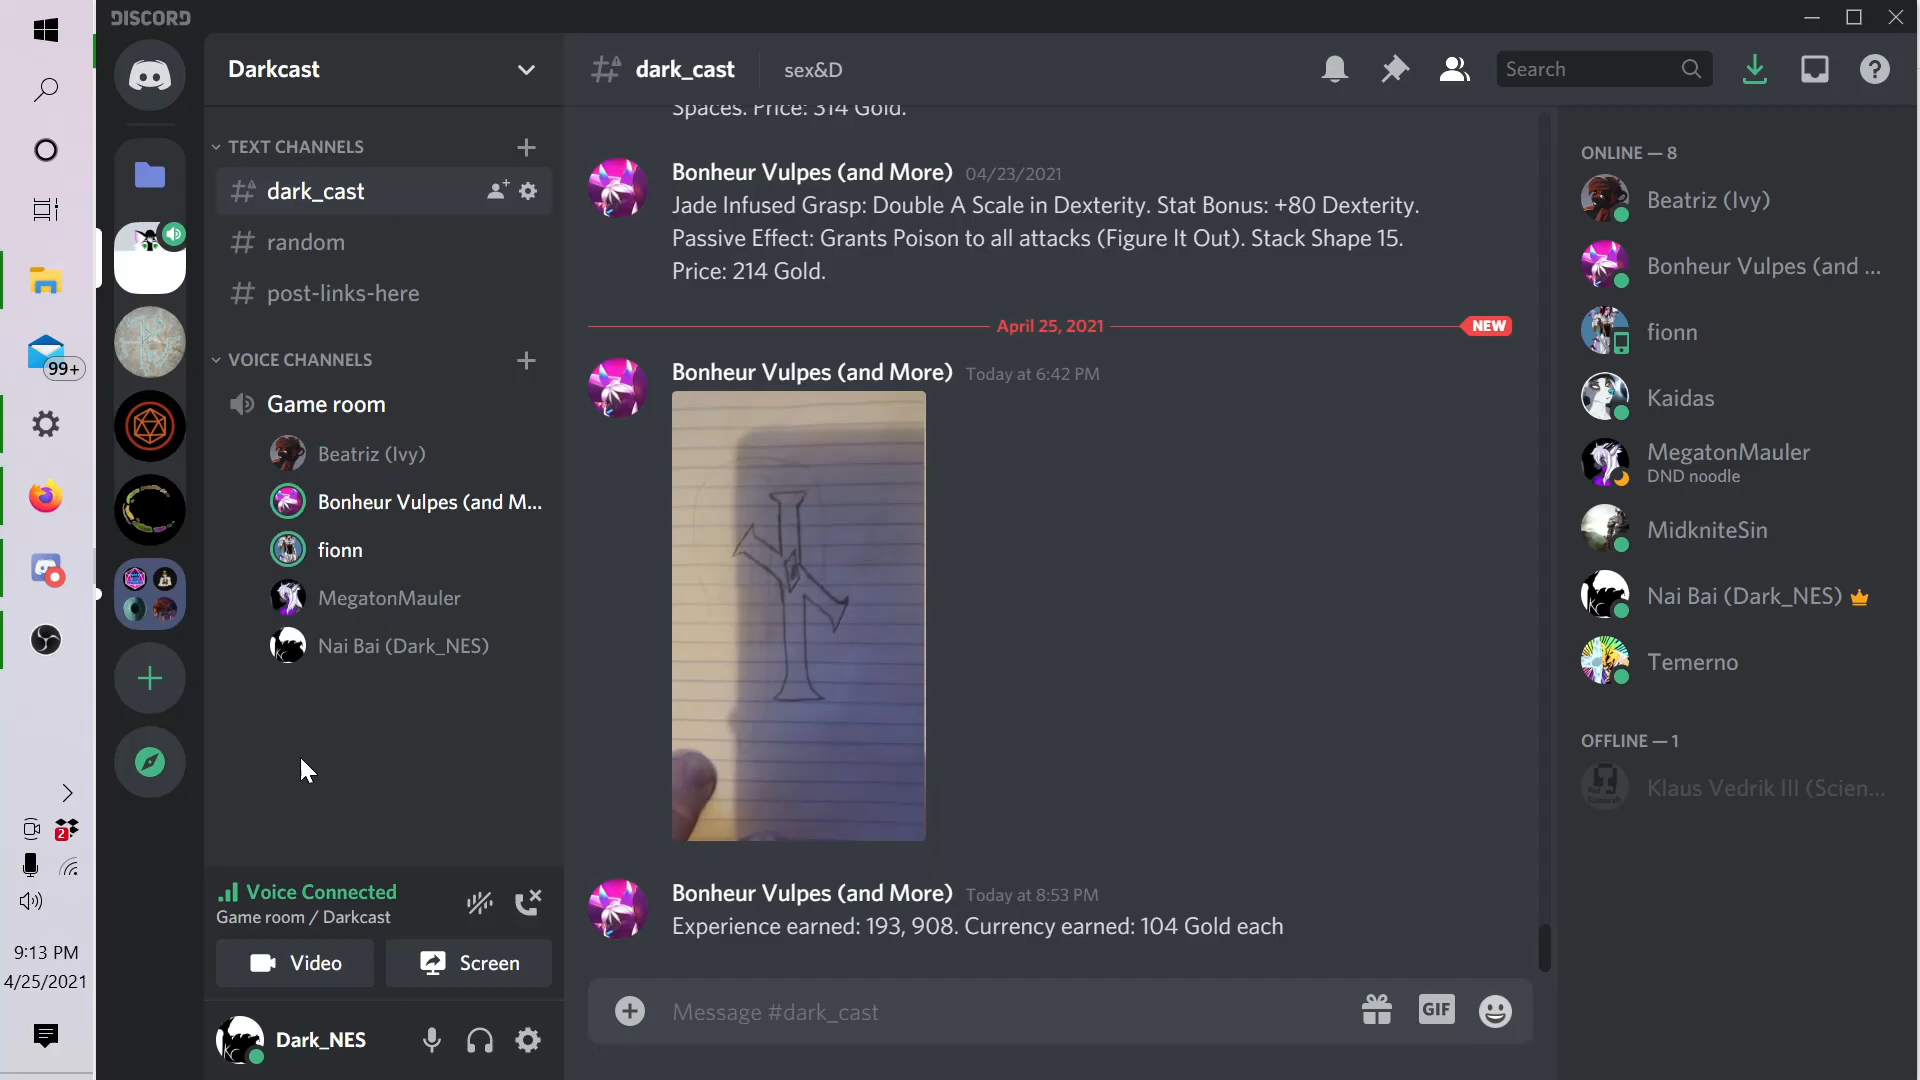 DISCORD
Darkcast
TEXT CHANNELS
dark_cast
random
post-links-here
VOICE CHANNELS
Game room
Beatriz (Ivy)
Bonheur Vulpes (and M...
fionn
MegatonMauler
Nai Bai (Dark_NES)
Voice Connected
Game room / Darkcast
Video
Screen
Dark_NES
99+
2
9:13 PM
4/25/2021
dark_cast
sex&D
Search
Spaces. Price: 314 Gold.
Bonheur Vulpes (and More) 04/23/2021
Jade Infused Grasp: Double A Scale in Dexterity. Stat Bonus: +80 Dexterity.
Passive Effect: Grants Poison to all attacks (Figure It Out). Stack Shape 15.
Price: 214 Gold.
April 25, 2021
NEW
Bonheur Vulpes (and More) Today at 6:42 PM
Bonheur Vulpes (and More) Today at 8:53 PM
Experience earned: 193, 908. Currency earned: 104 Gold each
Message #dark_cast
GIF
ONLINE — 8
Beatriz (Ivy)
Bonheur Vulpes (and ...
fionn
Kaidas
MegatonMauler
DND noodle
MidkniteSin
Nai Bai (Dark_NES)
Temerno
OFFLINE — 1
Klaus Vedrik III (Scien...